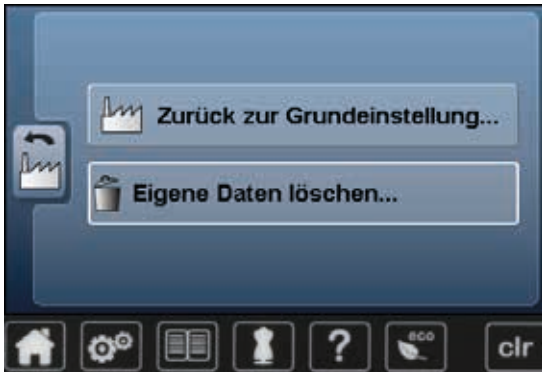 Zurück zur Grundeinstellung...
Eigene Daten löschen...
?
eco
clr